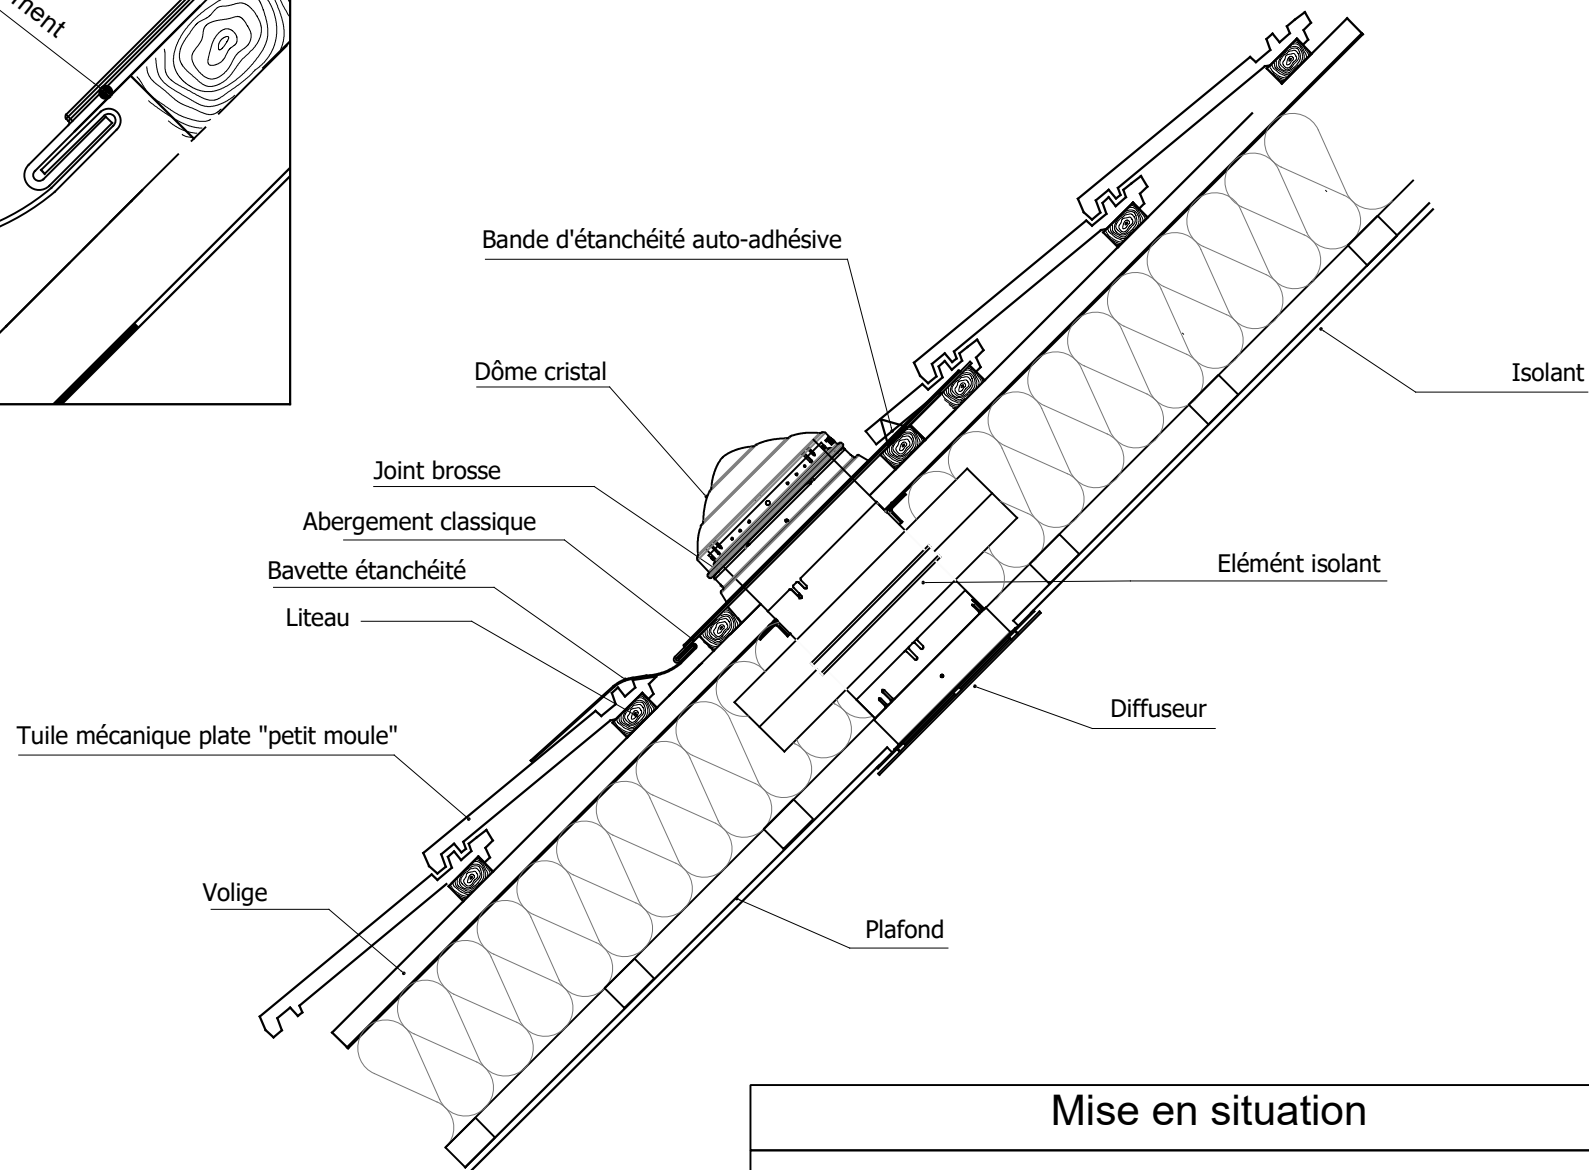 Bande d'étanchéité auto-adhésive
Dôme cristal
Isolant
Joint brosse
Abergement classique
Bavette étanchéité
Elémént isolant
Liteau
Diffuseur
Tuile mécanique plate "petit moule"
Volige
Plafond
Mise en situation